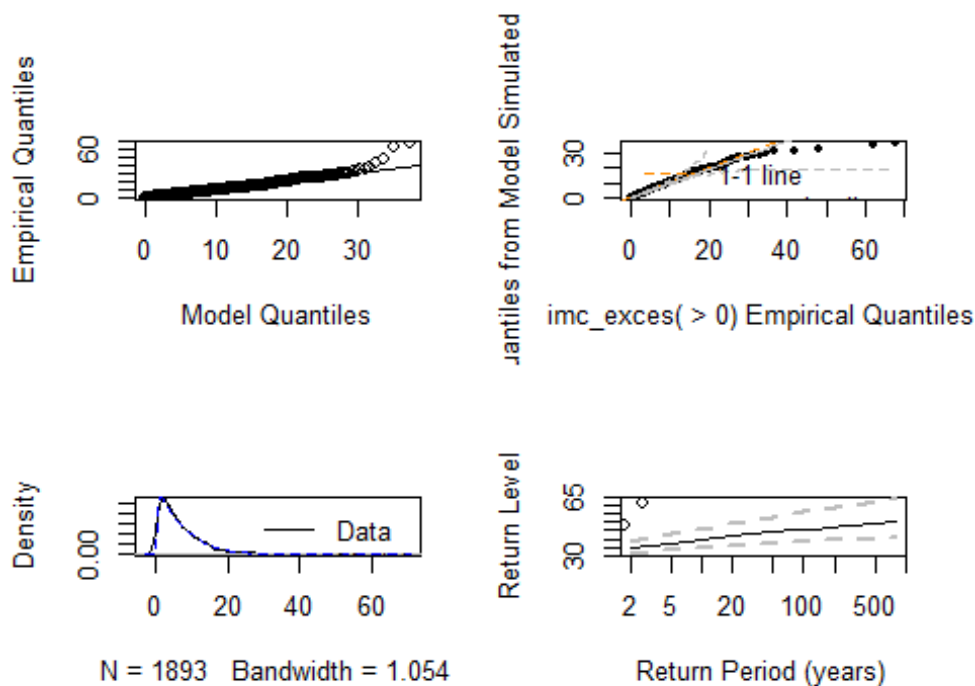 Empirical Quantiles
0 60
0 10 20 30
Model Quantiles
from Model Simulated
0 30
1-1 line
0 20 40 60
imc_exces( > 0) Empirical Quantiles
Density
0.00
Data
0 20 40 60
N = 1893 Bandwidth = 1.054
Return Level
30 65
2 5 20 100 500
Return Period (years)